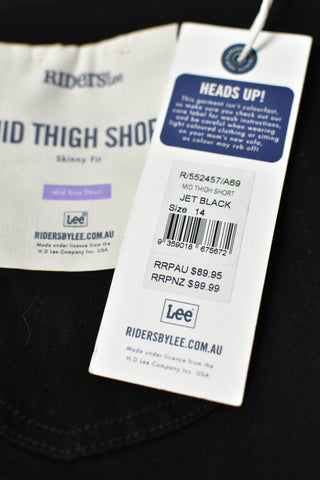 RIDERS by Lee
MID THIGH SHORT
Skinny Fit
Mid Rise Short
Lee
RIDERSBYLEE.COM.AU
Made under licence from the
H.D Lee Company Inc. USA
HEADS UP!
This garment isn't colourfast,
so make sure you check out our
care label for wash instructions,
and be careful when wearing
light coloured clothing or sitting
on your mum's new sofa,
as colour may rub off!
R/552457/A69
MID THIGH SHORT
JET BLACK
Size 14
9 359018 675672
RRPAU $89.95
RRPNZ $99.99
Lee
RIDERSBYLEE.COM.AU
Made under licence from the
H.D Lee Company Inc. USA